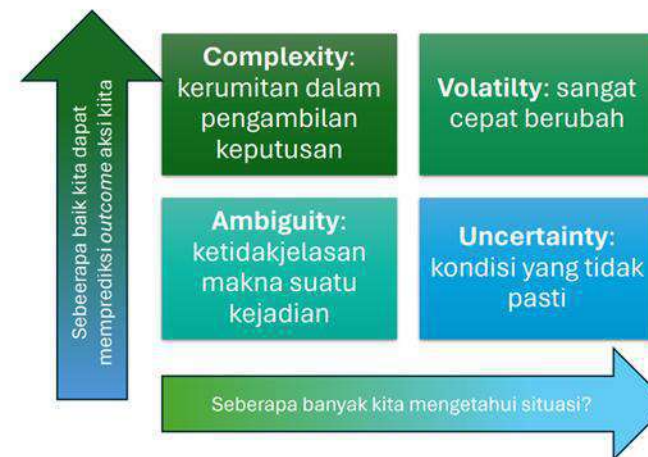 Sebeerapa baik kita dapat
memprediksi outcome aksi kiita
Complexity:
kerumitan dalam
pengambilan
keputusan
Volatilty: sangat
cepat berubah
Ambiguity:
ketidakjelasan
makna suatu
kejadian
Uncertainty:
kondisi yang tidak
pasti
Seberapa banyak kita mengetahui situasi?